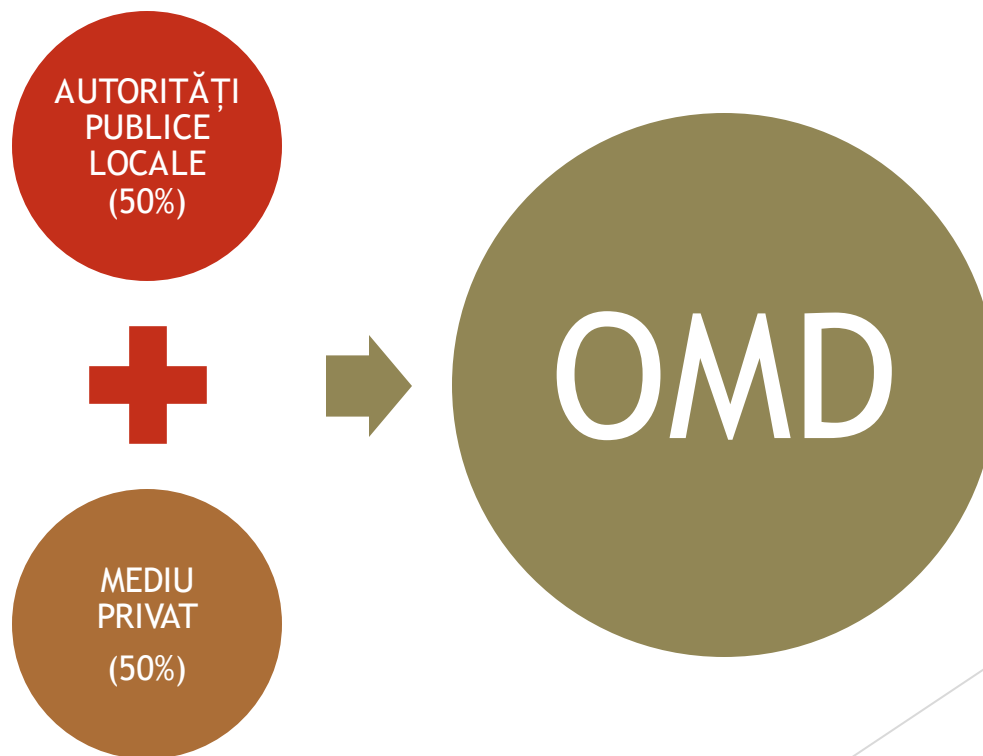 AUTORITĂȚI
PUBLICE
LOCALE
(50%)
MEDIU
PRIVAT
(50%)
OMD